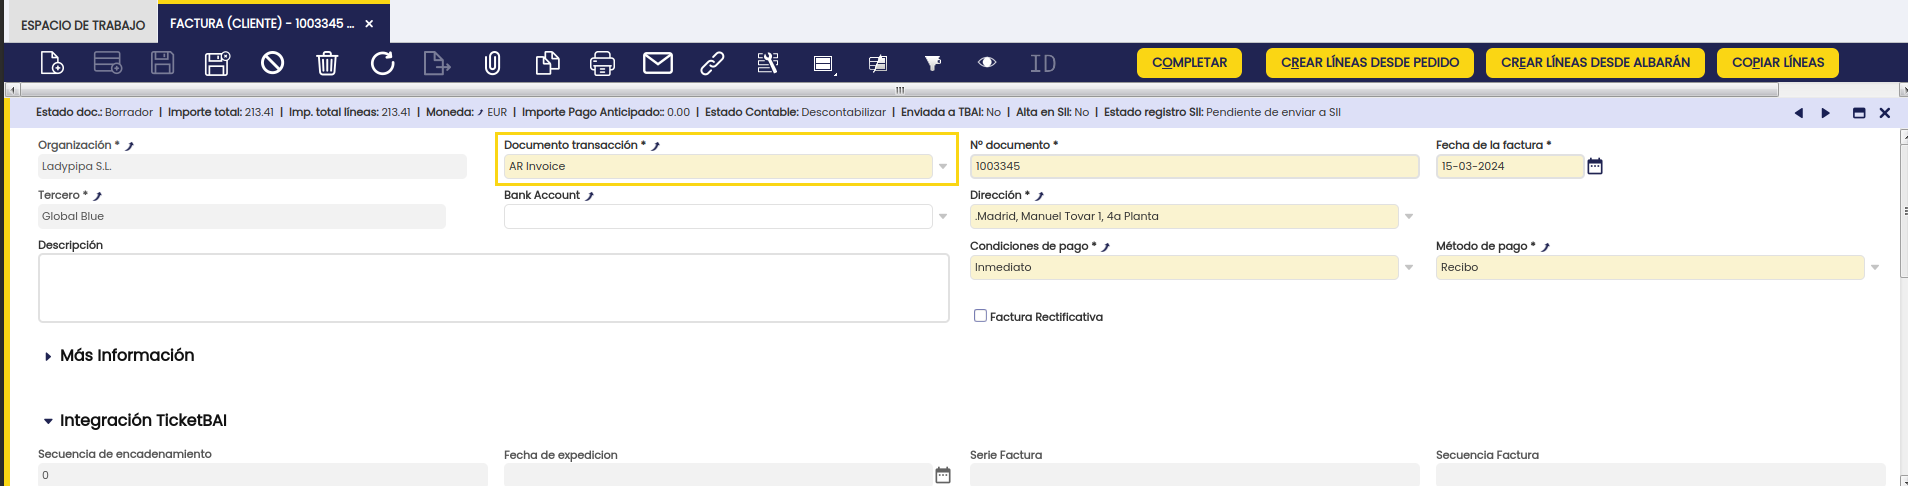 ESPACIO DE TRABAJO
FACTURA (CLIENTE) - 1003345 ... ×
ID COMPLETAR CREAR LÍNEAS DESDE PEDIDO CREAR LÍNEAS DESDE ALBARÁN COPIAR LÍNEAS
Estado doc.: Borrador | Importe total: 213.41 | Imp. total líneas: 213.41 | Moneda: EUR | Importe Pago Anticipado:: 0.00 | Estado Contable: Descontabilizar | Enviada a TBAI: No | Alta en SII: No | Estado registro SII: Pendiente de enviar a SII
Organización * Documento transacción * Nº documento * Fecha de la factura *
Ladypipa S.L. AR Invoice 1003345 15-03-2024
Tercero * Bank Account Dirección *
Global Blue .Madrid, Manuel Tovar 1, 4a Planta
Descripción Condiciones de pago * Método de pago *
Inmediato Recibo
Factura Rectificativa
Más Información
Integración TicketBAI
Secuencia de encadenamiento Fecha de expedicion Serie Factura Secuencia Factura
0